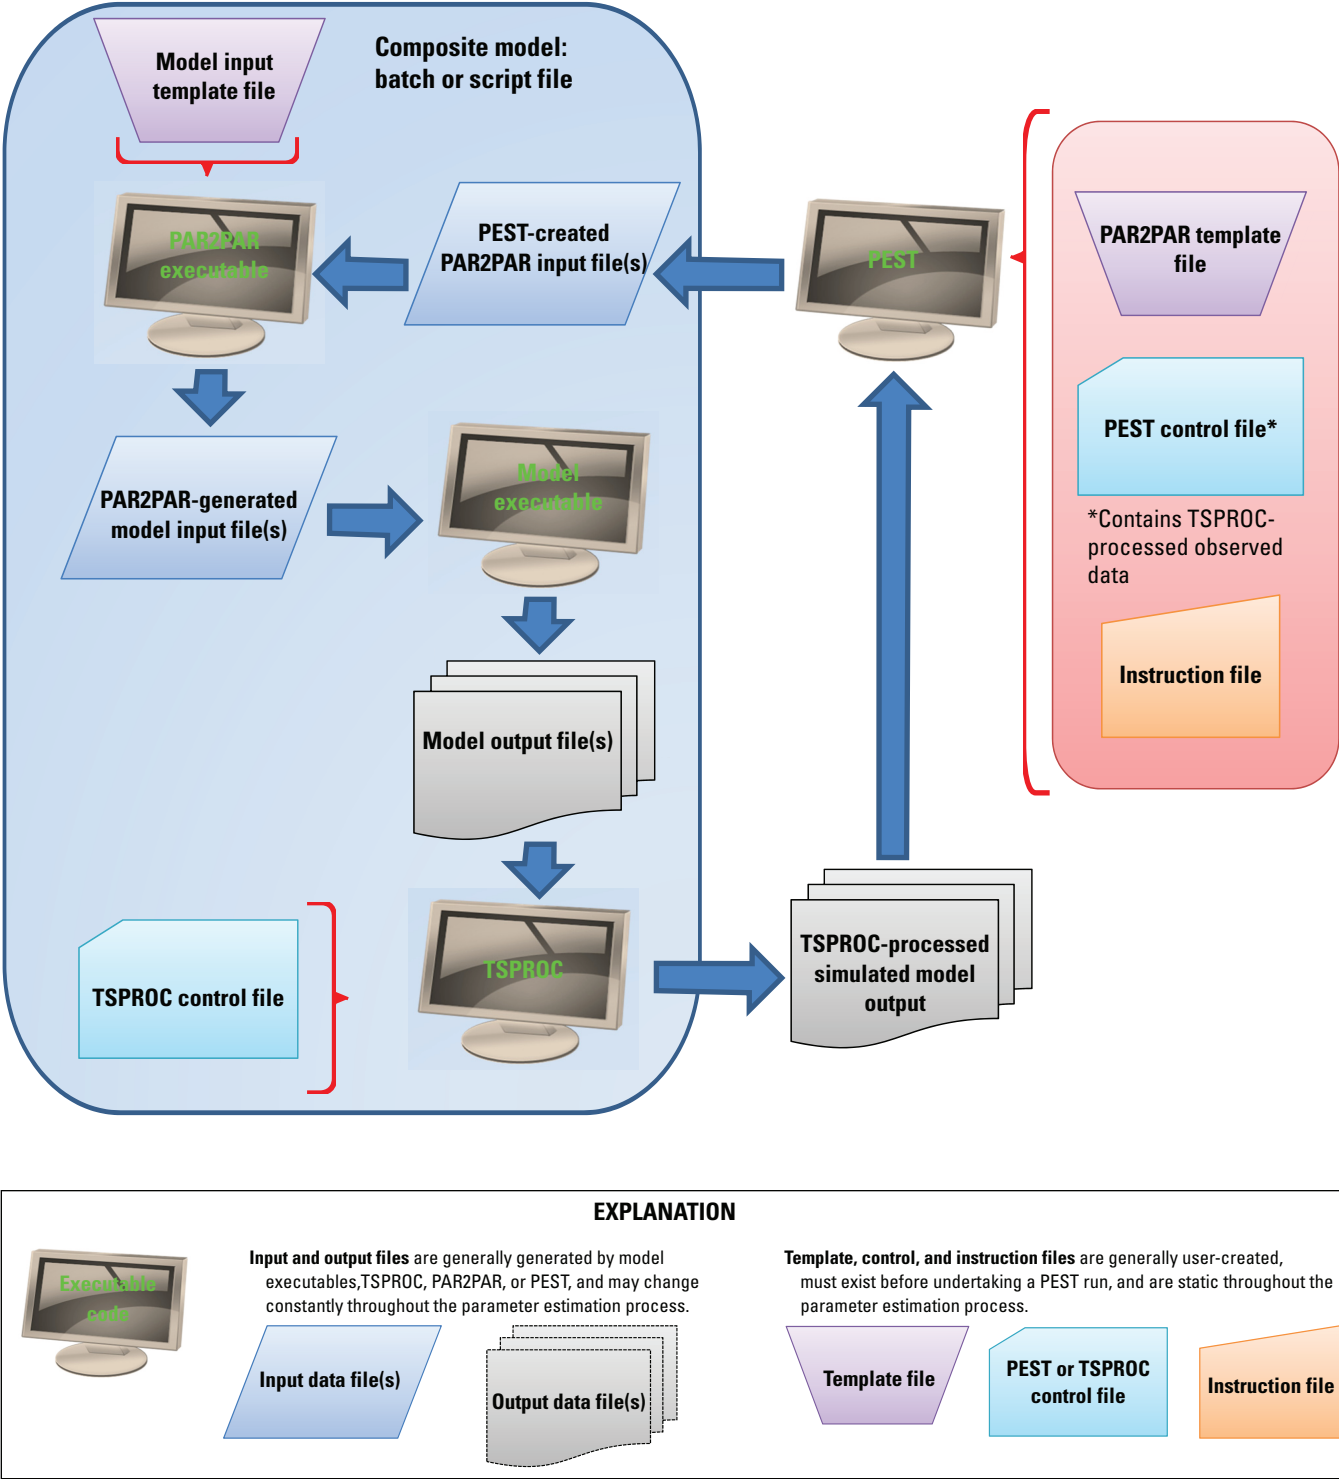 Composite model:
batch or script file
Model input
template file
PAR2PAR
executable
PEST-created
PAR2PAR input file(s)
PEST
PAR2PAR template
file
PEST control file*
*Contains TSPROC-
processed observed
data
Instruction file
PAR2PAR-generated
model input file(s)
Model
executable
Model output file(s)
TSPROC control file
TSPROC
TSPROC-processed
simulated model
output
EXPLANATION
Executable
code
Input and output files are generally generated by model
executables,TSPROC, PAR2PAR, or PEST, and may change
constantly throughout the parameter estimation process.
Input data file(s)
Output data file(s)
Template, control, and instruction files are generally user-created,
must exist before undertaking a PEST run, and are static throughout the
parameter estimation process.
Template file
PEST or TSPROC
control file
Instruction file